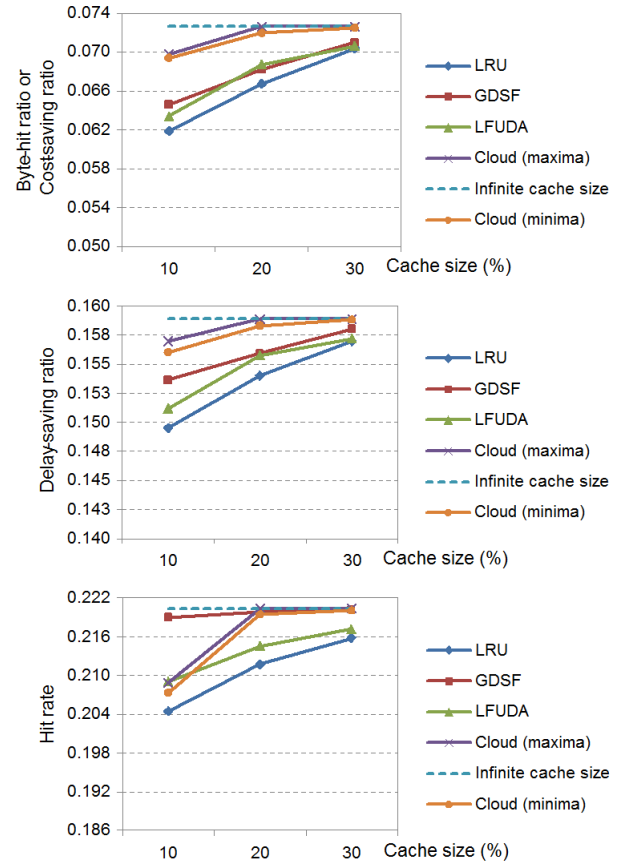 0.074
0.070
0.066
0.062
0.058
0.054
0.050
Byte-hit ratio or
Cost-saving ratio
10
20
30
Cache size (%)
LRU
GDSF
LFUDA
Cloud (maxima)
Infinite cache size
Cloud (minima)
0.160
0.158
0.155
0.153
0.150
0.148
0.145
0.143
0.140
Delay-saving ratio
10
20
30
Cache size (%)
LRU
GDSF
LFUDA
Cloud (maxima)
Infinite cache size
Cloud (minima)
0.222
0.216
0.210
0.204
0.198
0.192
0.186
Hit rate
10
20
30
Cache size (%)
LRU
GDSF
LFUDA
Cloud (maxima)
Infinite cache size
Cloud (minima)